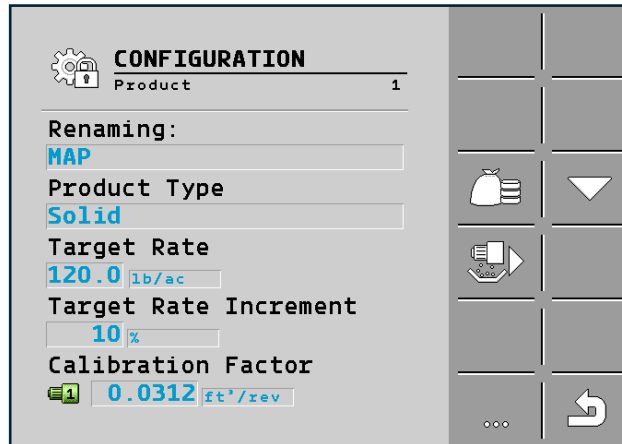 CONFIGURATION
Product 1
Renaming:
MAP
Product Type
Solid
Target Rate
120.0 lb/ac
Target Rate Increment
10 %
Calibration Factor
1 0.0312 ft³/rev
...